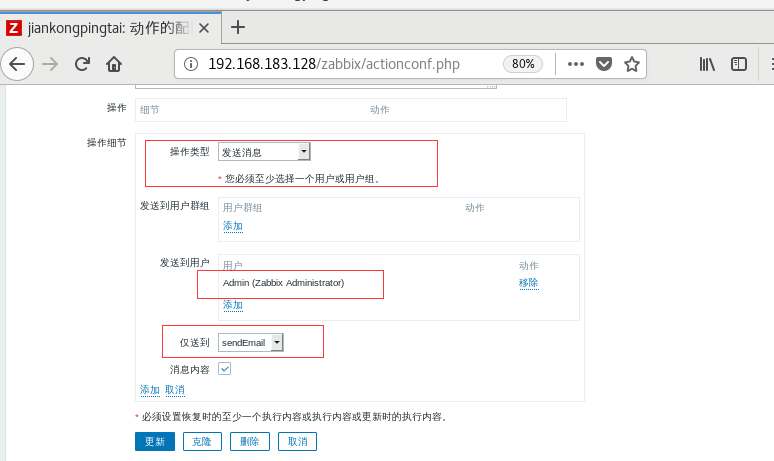 jiankongpingtai: 动作的配
192.168.183.128/zabbix/actionconf.php
80%
操作
细节 动作
操作细节
操作类型 发送消息
* 您必须至少选择一个用户或用户组。
发送到用户群组 用户群组 动作
添加
发送到用户 用户 动作
Admin (Zabbix Administrator) 移除
添加
仅送到 sendEmail
消息内容
添加 取消
* 必须设置恢复时的至少一个执行内容或执行内容或更新时的执行内容。
更新 克隆 删除 取消